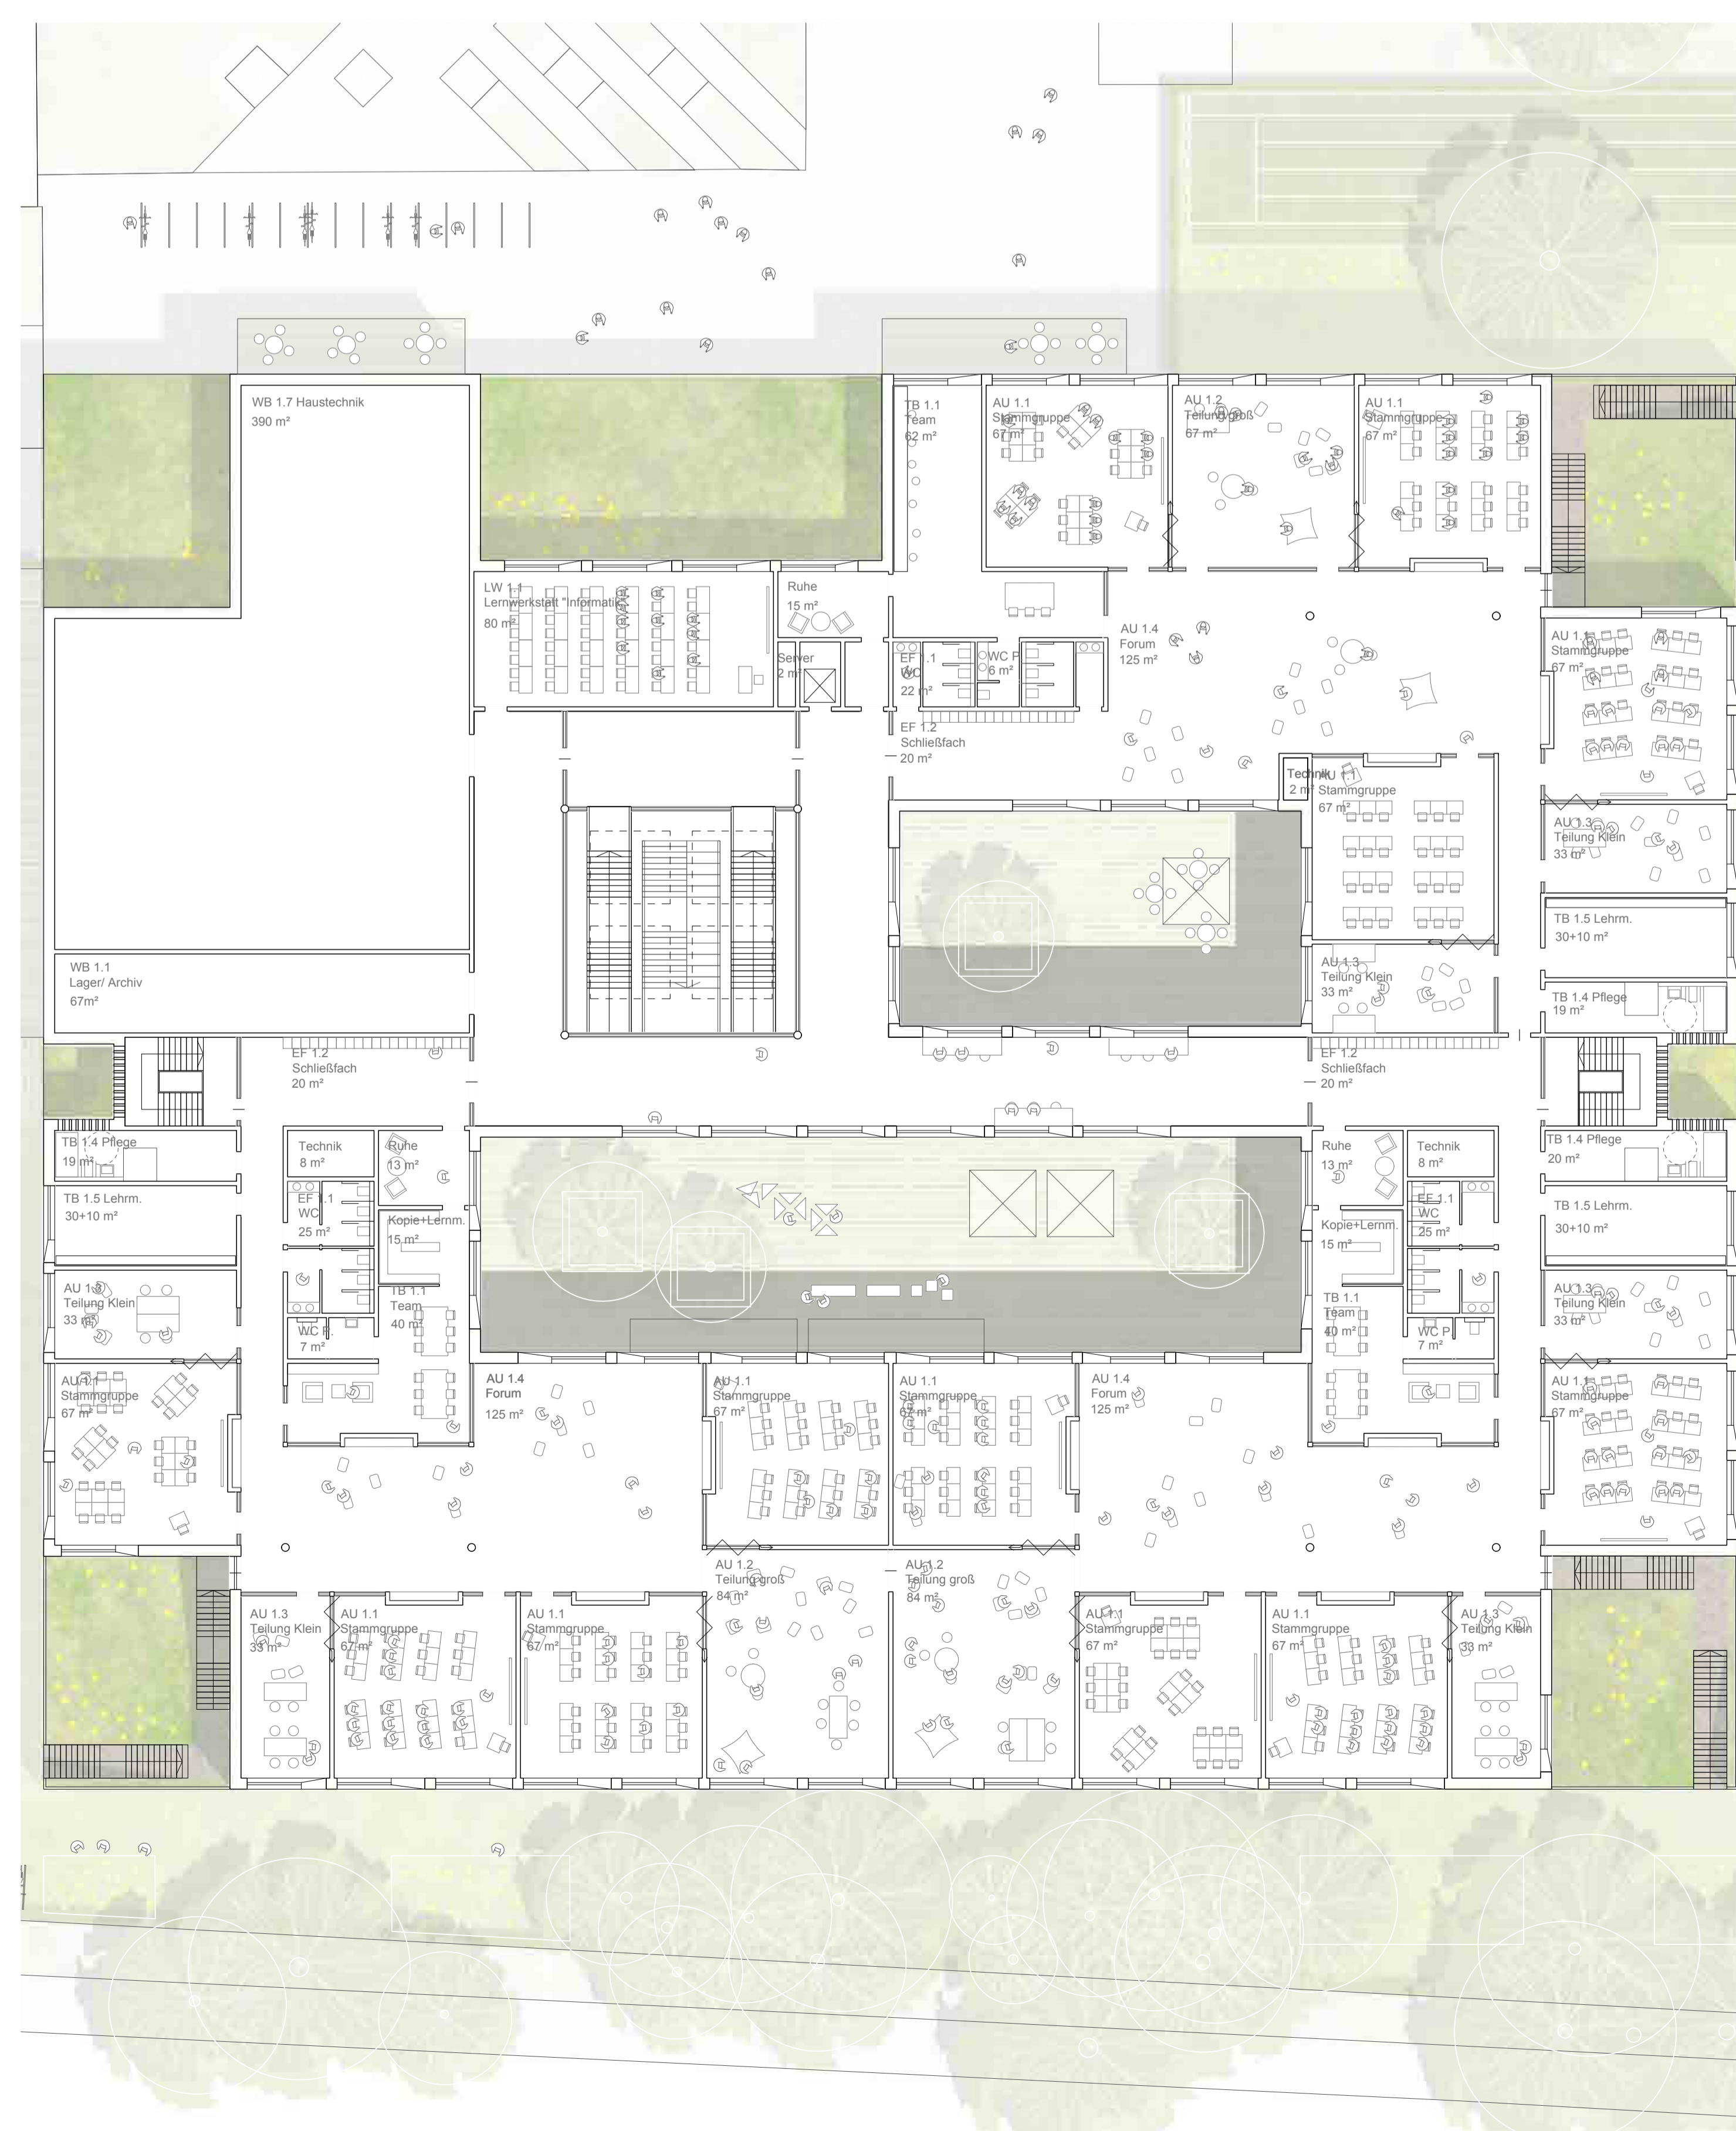 WB 1.7 Haustechnik
390 m²
TB 1.1
Team
62 m²
AU 1.1
Stammgruppe
67 m²
AU 1.2
Teilung groß
67 m²
AU 1.1
Stammgruppe
67 m²
LW 1.1
Lernwerkstatt "Informatik"
80 m²
Ruhe
15 m²
Server
2 m²
EF 1.1
WC
22 m²
WC P
6 m²
AU 1.4
Forum
125 m²
AU 1.1
Stammgruppe
67 m²
EF 1.2
Schließfach
20 m²
Technik
2 m²
AU 1.1
Stammgruppe
67 m²
AU 1.3
Teilung Klein
33 m²
TB 1.5 Lehrm.
30+10 m²
AU 1.3
Teilung Klein
33 m²
TB 1.4 Pflege
19 m²
WB 1.1
Lager/ Archiv
67m²
EF 1.2
Schließfach
20 m²
EF 1.2
Schließfach
20 m²
TB 1.4 Pflege
19 m²
Technik
8 m²
Ruhe
13 m²
Ruhe
13 m²
Technik
8 m²
TB 1.4 Pflege
20 m²
TB 1.5 Lehrm.
30+10 m²
EF 1.1
WC
25 m²
Kopie+Lernm.
15 m²
Kopie+Lernm.
15 m²
EF 1.1
WC
25 m²
TB 1.5 Lehrm.
30+10 m²
AU 1.3
Teilung Klein
33 m²
TB 1.1
Team
40 m²
WC P.
7 m²
TB 1.1
Team
40 m²
WC P.
7 m²
AU 1.3
Teilung Klein
33 m²
AU 1.1
Stammgruppe
67 m²
AU 1.4
Forum
125 m²
AU 1.1
Stammgruppe
67 m²
AU 1.1
Stammgruppe
67 m²
AU 1.4
Forum
125 m²
AU 1.1
Stammgruppe
67 m²
AU 1.2
Teilung groß
84 m²
AU 1.2
Teilung groß
84 m²
AU 1.3
Teilung Klein
33 m²
AU 1.1
Stammgruppe
67 m²
AU 1.1
Stammgruppe
67 m²
AU 1.1
Stammgruppe
67 m²
AU 1.1
Stammgruppe
67 m²
AU 1.3
Teilung Klein
33 m²